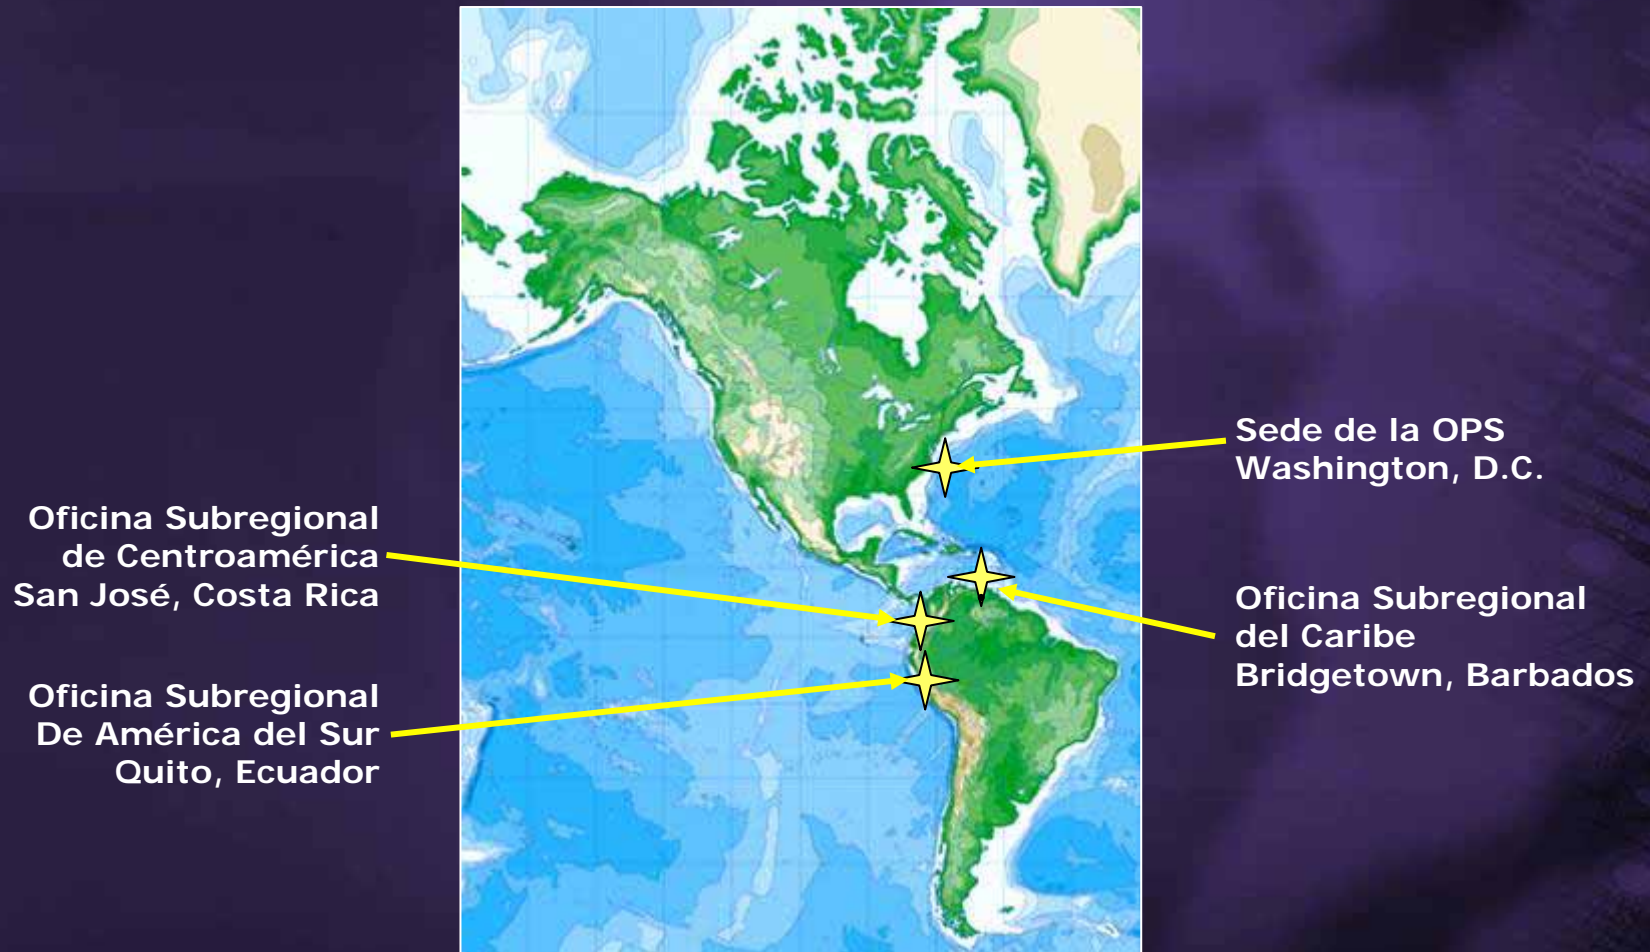 Sede de la OPS
Washington, D.C.
Oficina Subregional
de Centroamérica
San José, Costa Rica
Oficina Subregional
del Caribe
Bridgetown, Barbados
Oficina Subregional
De América del Sur
Quito, Ecuador